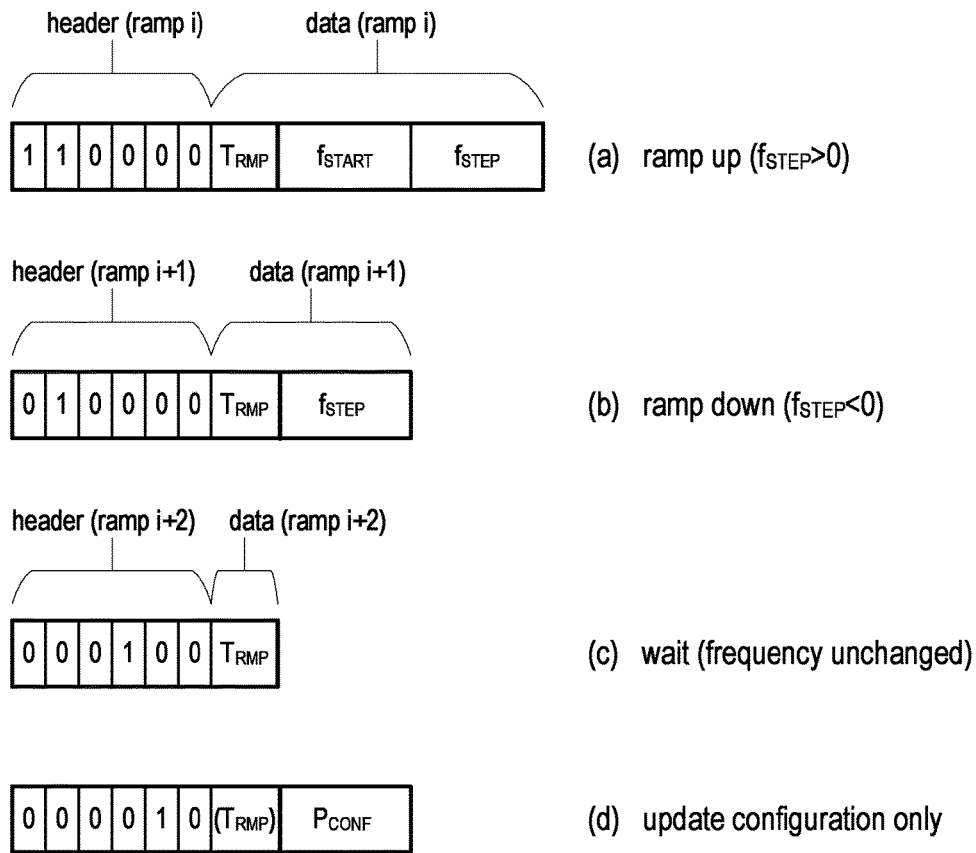 header (ramp i) data (ramp i)
1 1 0 0 0 0 TRMP fSTART fSTEP (a) ramp up (fSTEP>0)
header (ramp i+1) data (ramp i+1)
0 1 0 0 0 0 TRMP fSTEP (b) ramp down (fSTEP<0)
header (ramp i+2) data (ramp i+2)
0 0 0 1 0 0 TRMP (c) wait (frequency unchanged)
0 0 0 0 1 0 (TRMP) PCONF (d) update configuration only